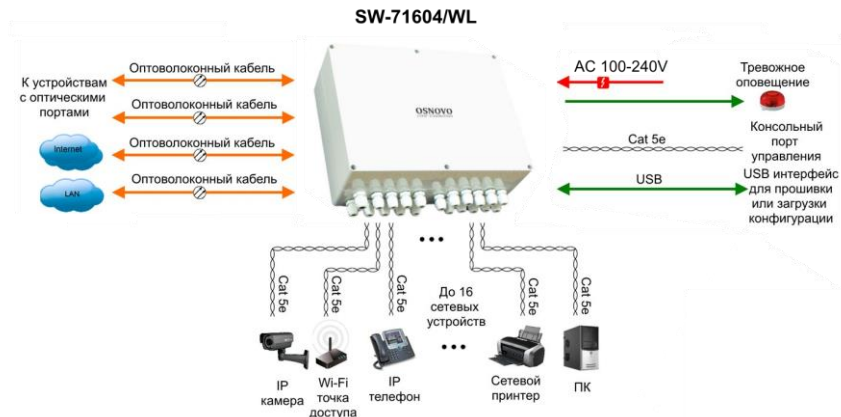 SW-71604/WL
К устройствам
с оптическими
портами
Оптоволоконный кабель
Оптоволоконный кабель
Оптоволоконный кабель
Оптоволоконный кабель
Internet
LAN
OSNOVO
AC 100-240V
Тревожное
оповещение
Cat 5e
Консольный
порт
управления
USB
USB интерфейс
для прошивки
или загрузки
конфигурации
Cat 5e
Cat 5e
Cat 5e
До 16
сетевых
устройств
Cat 5e
Cat 5e
IP
камера
Wi-Fi
точка
доступа
IP
телефон
Сетевой
принтер
ПК